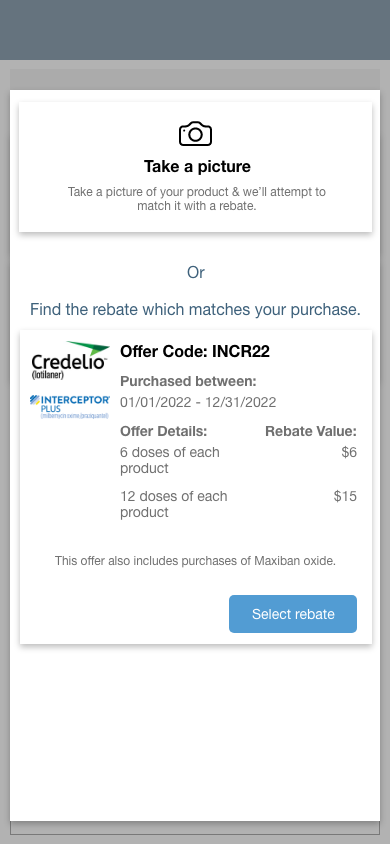 Take a picture
Take a picture of your product & we’ll attempt to
match it with a rebate.
Or
Find the rebate which matches your purchase.
Credelio
(lotilaner)
INTERCEPTOR
PLUS
(milbemycin oxime/praziquantel)
Offer Code: INCR22
Purchased between:
01/01/2022 - 12/31/2022
Offer Details: Rebate Value:
6 doses of each $6
product
12 doses of each $15
product
This offer also includes purchases of Maxiban oxide.
Select rebate